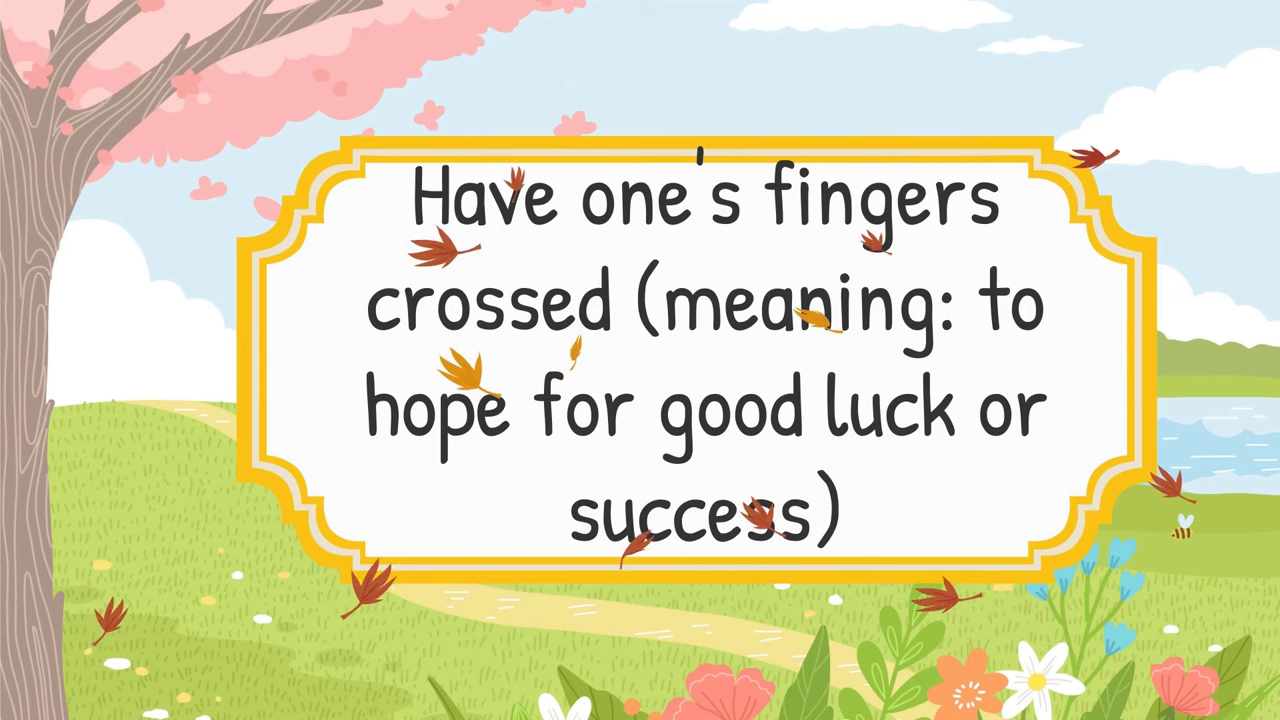 Have one's fingers
crossed (meaning: to
hope for good luck or
success)